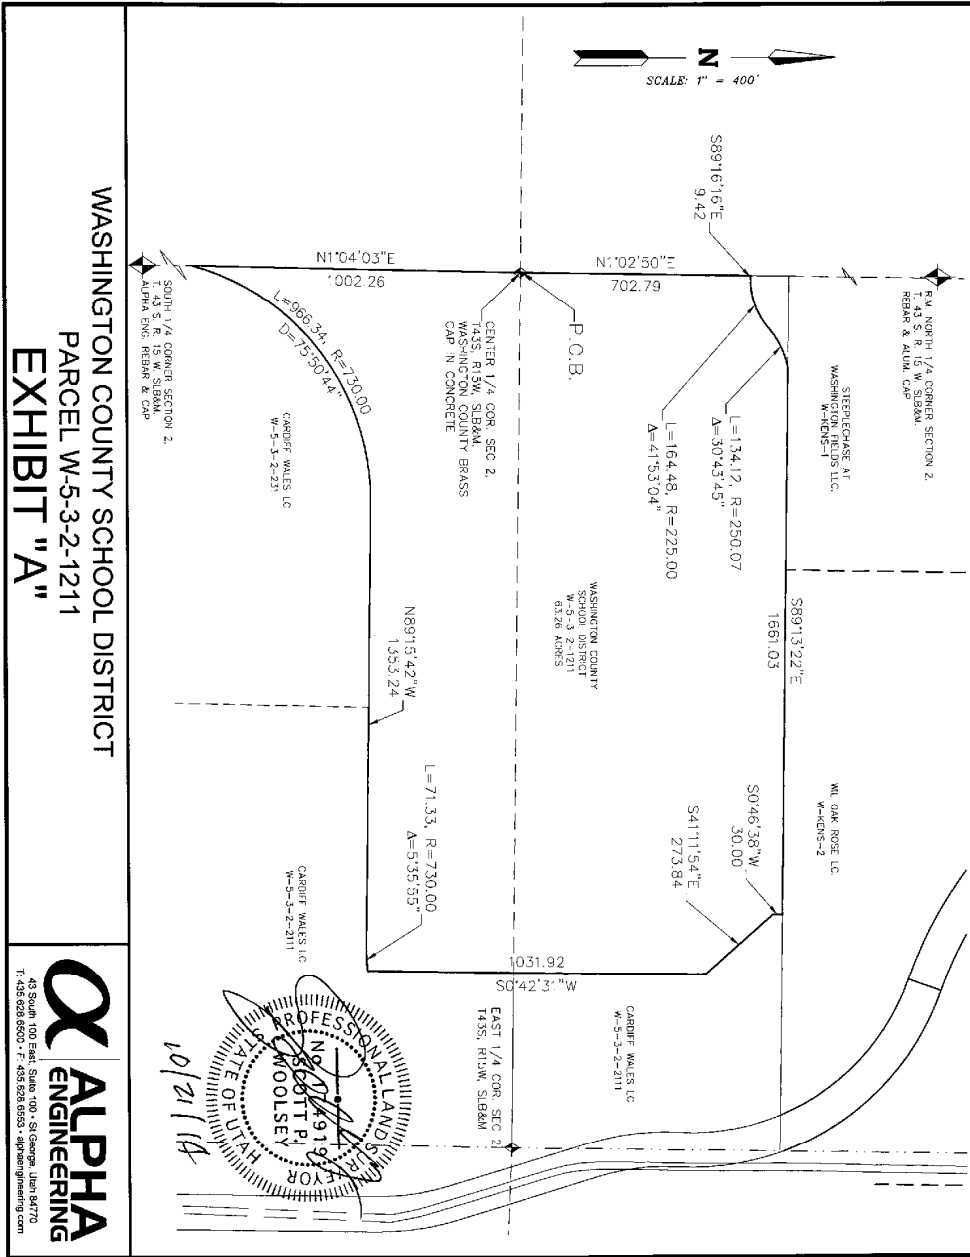 N
SCALE: 1" = 400'
R.M. NORTH 1/4 CORNER SECTION 2,
T. 43 S. R. 15 W. SLB&M.
REBAR & ALUM. CAP
STEEPLECHASE AT
WASHINGTON FIELDS LLC.
W-KENS-1
WIL OAK ROSE LC.
W-KENS-2
S89°16'16"E
9.42
S89°13'22"E
1661.03
L=134.12, R=250.07
Δ=30°43'45"
L=164.48, R=225.00
Δ=41°53'04"
S0°46'38"W
30.00
S41°11'54"E
273.84
N1°02'50"E
702.79
P.O.B.
WASHINGTON COUNTY
SCHOOL DISTRICT
W-5-3-2-1211
63.26 ACRES
CARDIFF WALES LC
W-5-3-2-2111
CENTER 1/4 COR. SEC 2,
T43S, R15W, SLB&M.
WASHINGTON COUNTY BRASS
CAP IN CONCRETE
1031.92
S0°42'31"W
EAST 1/4 COR. SEC 2
T43S, R15W, SLB&M
N1°04'03"E
1002.26
L=966.34, R=730.00
D=75°50'44"
N89°15'42"W
1353.24
L=71.33, R=730.00
Δ=5°35'55"
CARDIFF WALES LC
W-5-3-2-231
CARDIFF WALES LC
W-5-3-2-2111
SOUTH 1/4 CORNER SECTION 2,
T. 43 S. R. 15 W. SLB&M.
ALPHA ENG. REBAR & CAP
PROFESSIONAL LAND SURVEYOR
SCOTT P.
WOOLSEY
STATE OF UTAH
WASHINGTON COUNTY SCHOOL DISTRICT
PARCEL W-5-3-2-1211
EXHIBIT "A"
ALPHA
ENGINEERING
43 South 100 East, Suite 100 • St George, Utah 84770
T: 435.628.6500 • F: 435.628.6553 • alphaengineering.com